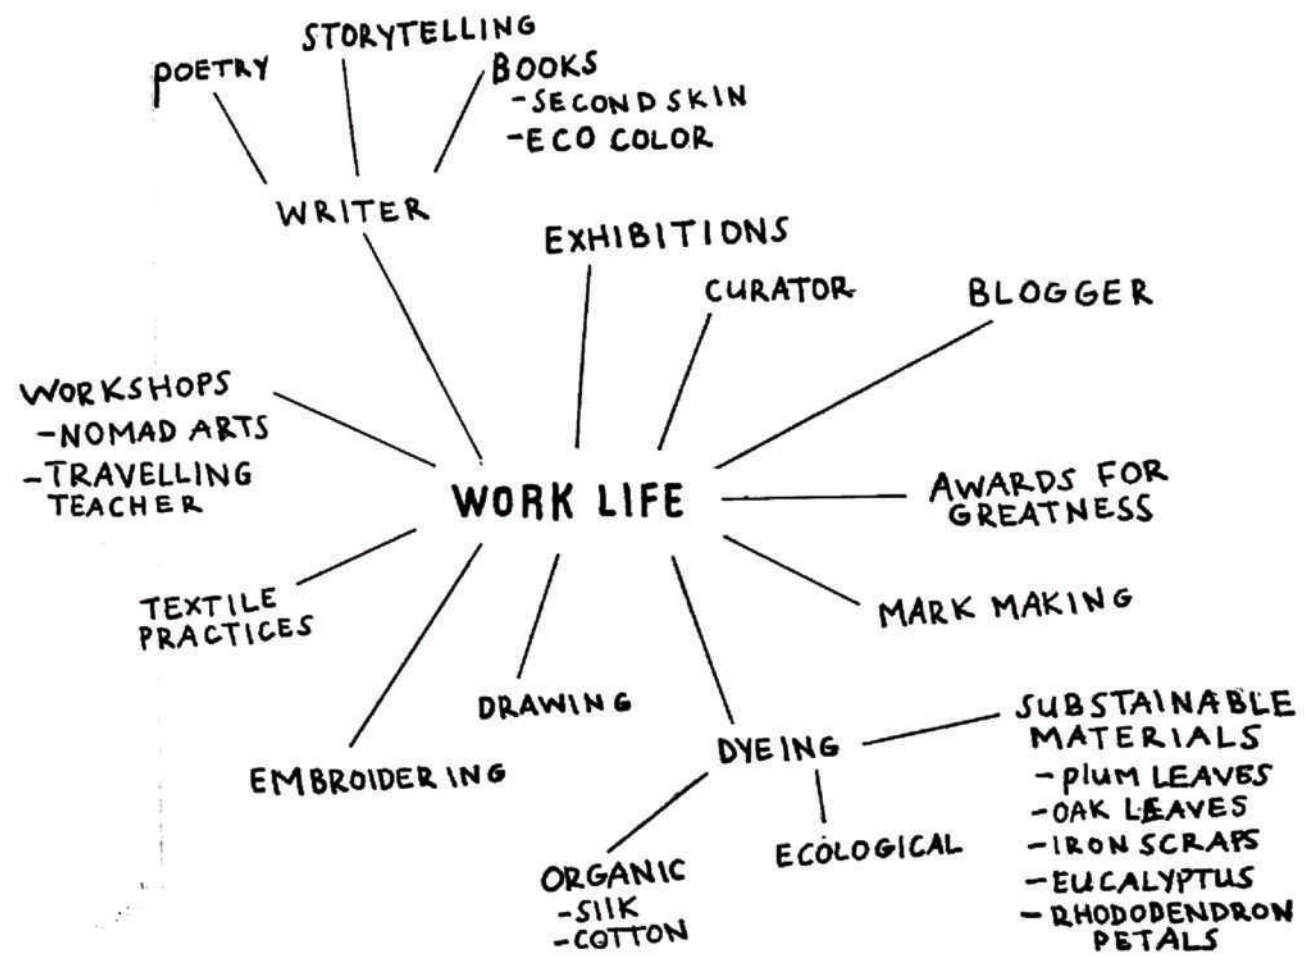 STORYTELLING
POETRY
BOOKS
-SECOND SKIN
-ECO COLOR
WRITER
EXHIBITIONS
CURATOR
BLOGGER
WORKSHOPS
-NOMAD ARTS
-TRAVELLING
TEACHER
WORK LIFE
AWARDS FOR
GREATNESS
TEXTILE
PRACTICES
MARK MAKING
DRAWING
EMBROIDERING
DYEING
SUBSTAINABLE
MATERIALS
-PLUM LEAVES
-OAK LEAVES
-IRON SCRAPS
-EUCALYPTUS
-RHODODENDRON
PETALS
ECOLOGICAL
ORGANIC
-SIlK
-COTTON